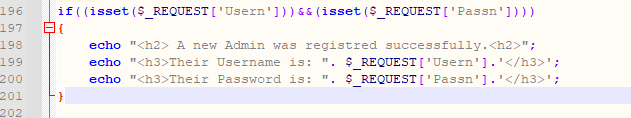 196 if((isset($_REQUEST['Usern']))&&(isset($_REQUEST['Passn'])))
197 {
198 echo "<h2> A new Admin was registred successfully.<h2>";
199 echo "<h3>Their Username is: ". $_REQUEST['Usern'].'</h3>';
200 echo "<h3>Their Password is: ". $_REQUEST['Passn'].'</h3>';
201 }
202